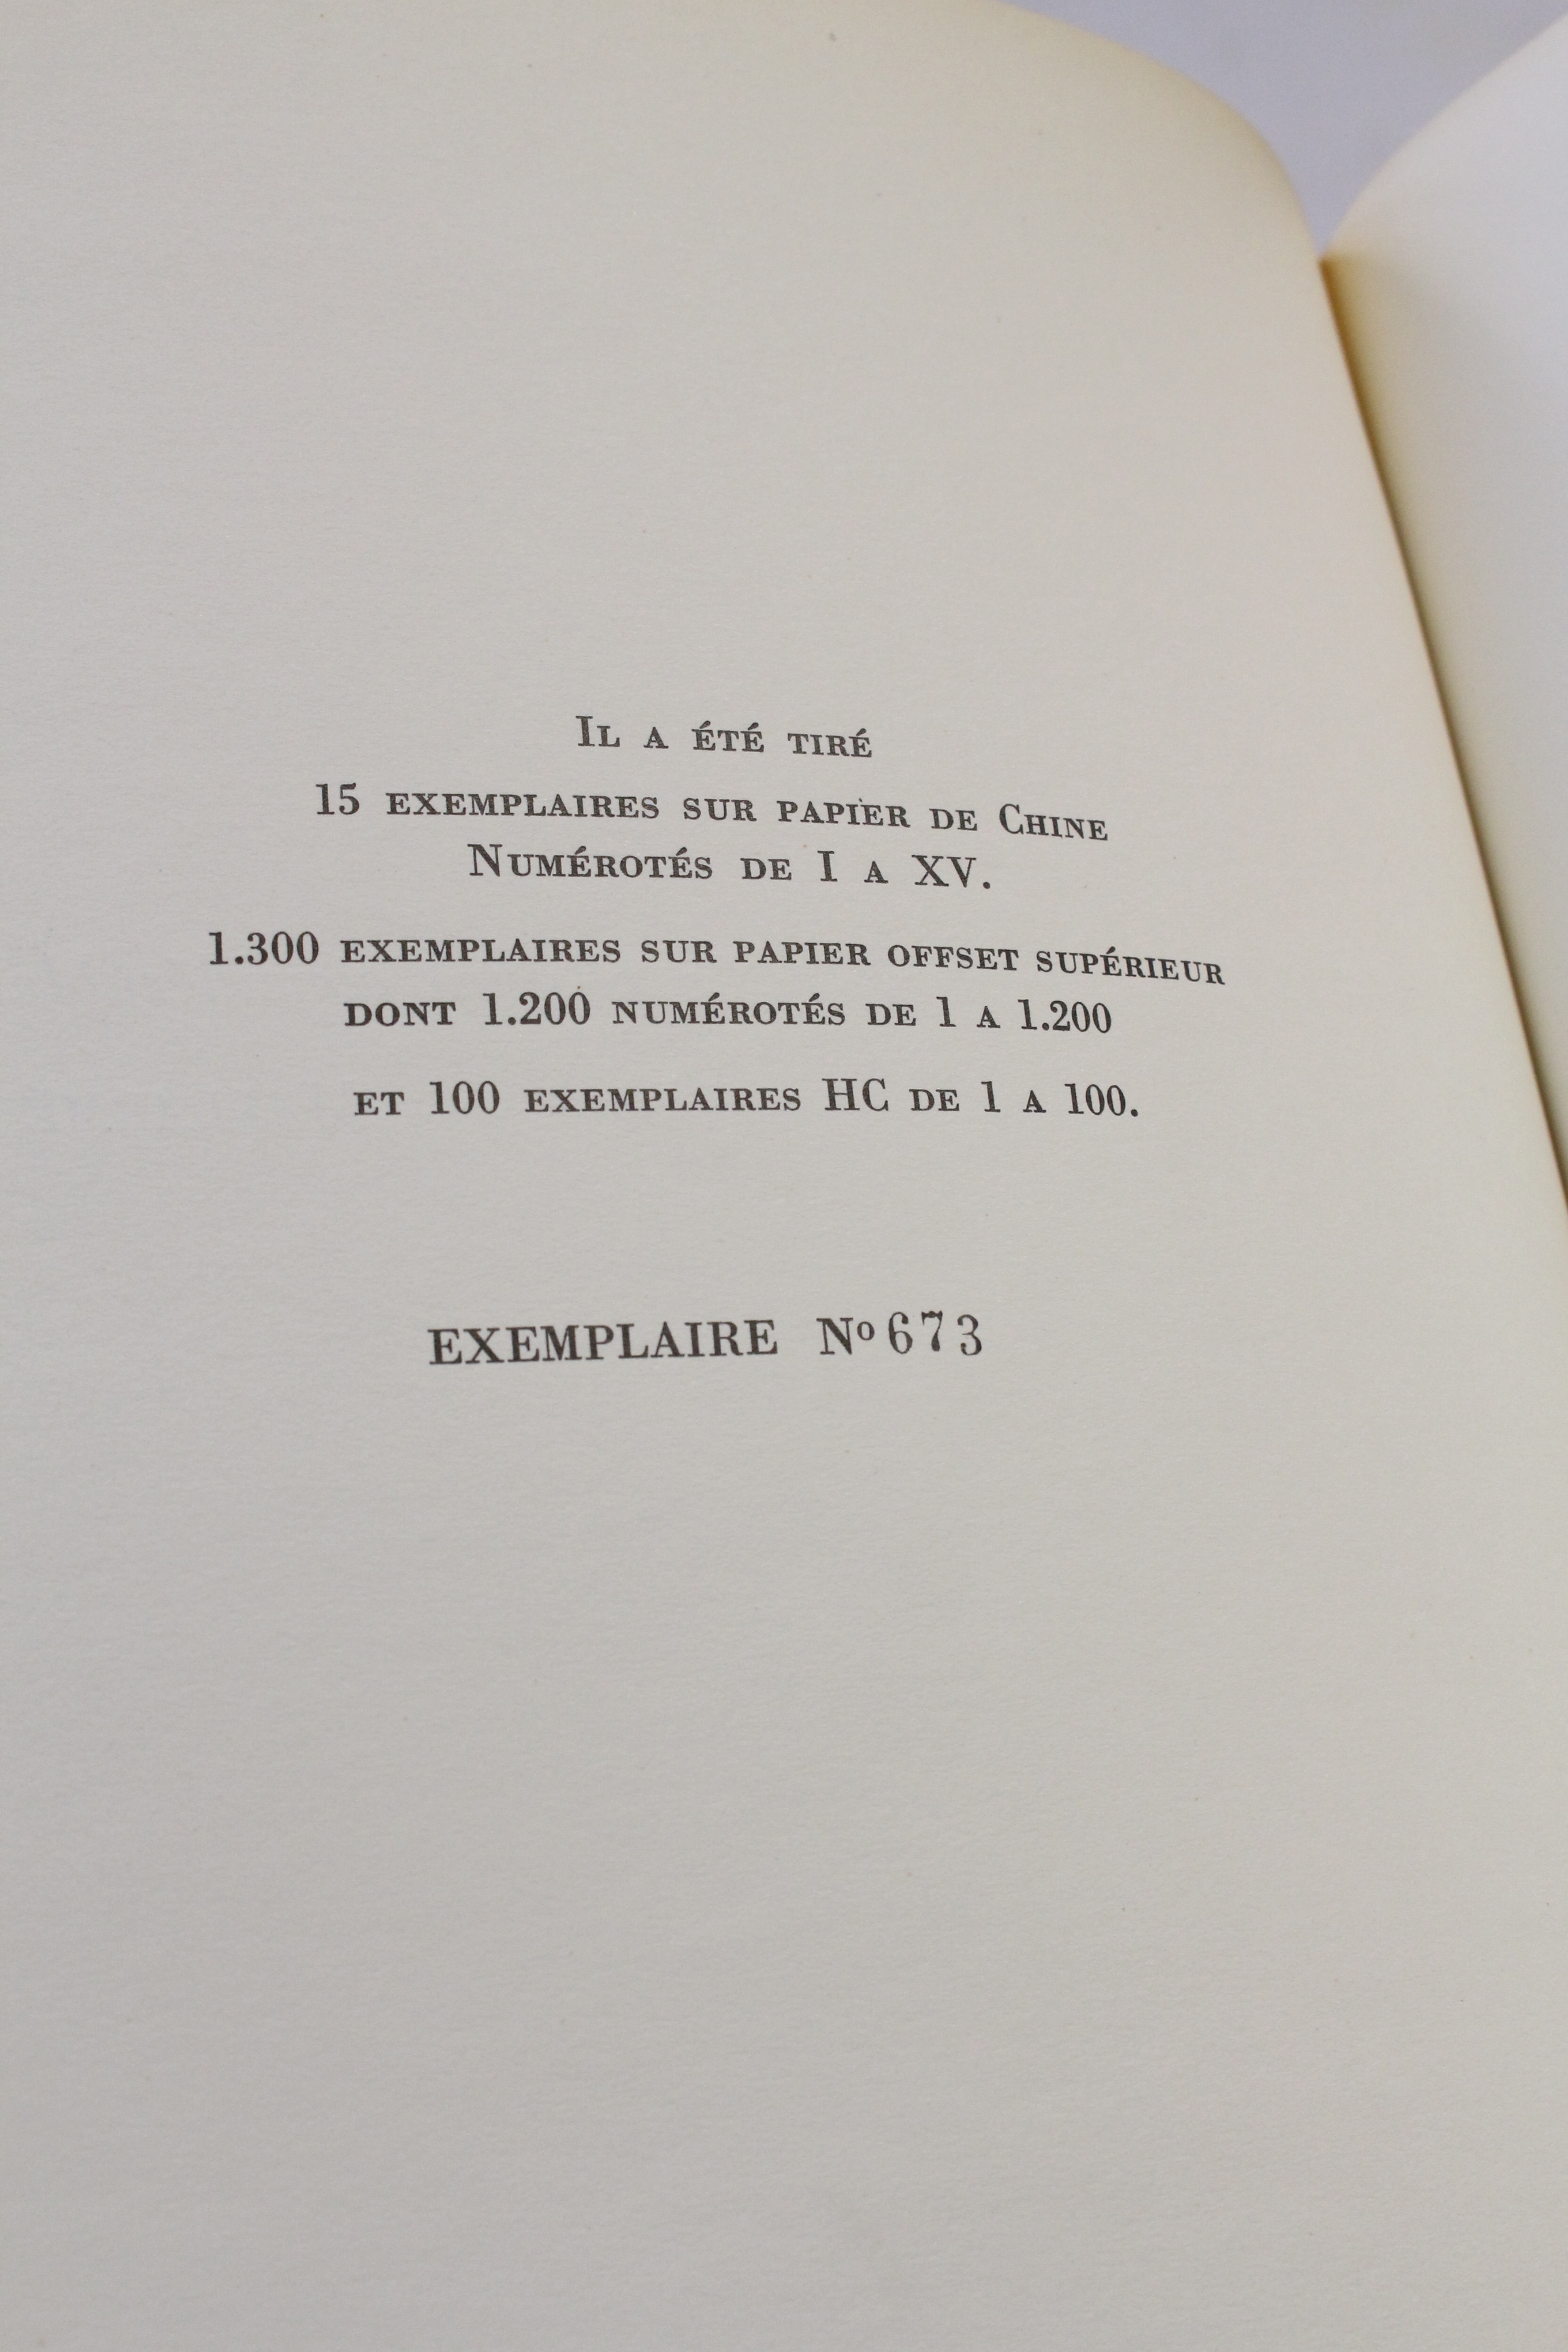 Il a été tiré
15 exemplaires sur papier de Chine
Numérotés de I a XV.
1.300 exemplaires sur papier offset supérieur
dont 1.200 numérotés de 1 a 1.200
et 100 exemplaires HC de 1 a 100.
EXEMPLAIRE Nº 673